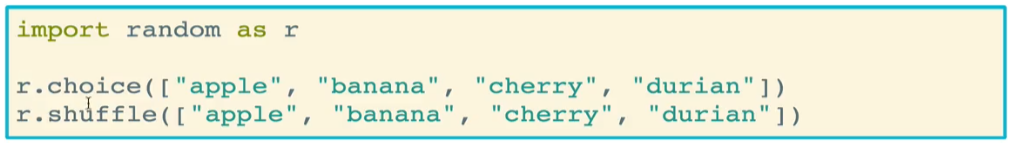 import random as r
r.choice(["apple", "banana", "cherry", "durian"])
r.shuffle(["apple", "banana", "cherry", "durian"])